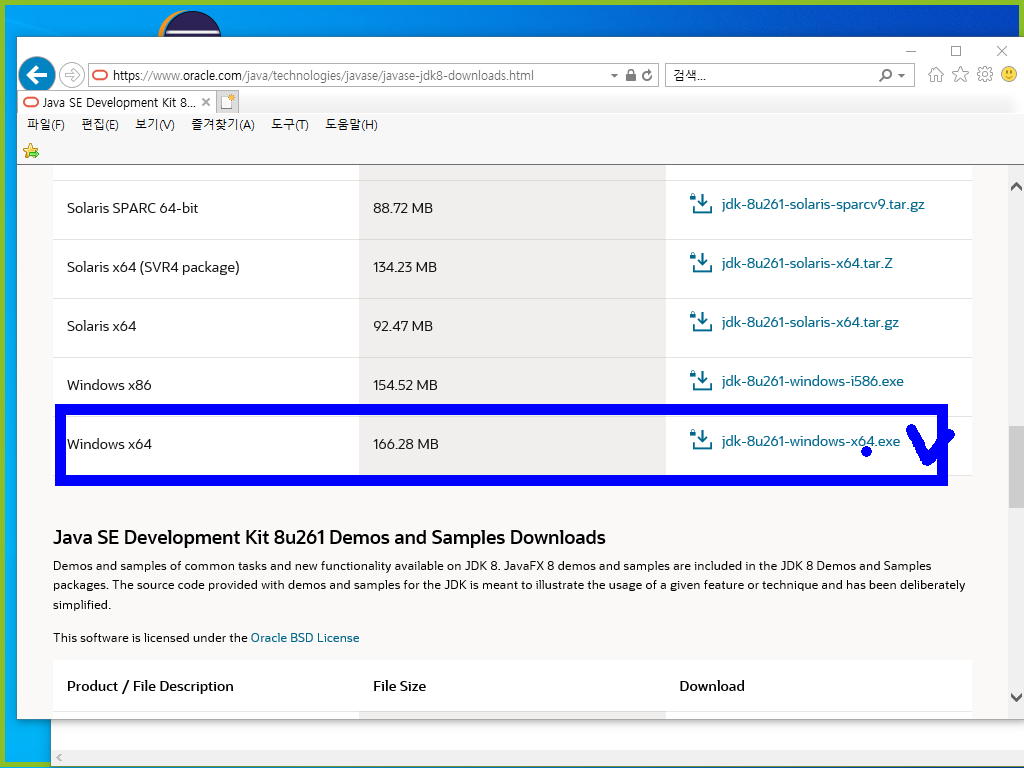 https://www.oracle.com/java/technologies/javase/javase-jdk8-downloads.html
검색...
Java SE Development Kit 8...
파일(F) 편집(E) 보기(V) 즐겨찾기(A) 도구(T) 도움말(H)
Solaris SPARC 64-bit 88.72 MB jdk-8u261-solaris-sparcv9.tar.gz
Solaris x64 (SVR4 package) 134.23 MB jdk-8u261-solaris-x64.tar.Z
Solaris x64 92.47 MB jdk-8u261-solaris-x64.tar.gz
Windows x86 154.52 MB jdk-8u261-windows-i586.exe
Windows x64 166.28 MB jdk-8u261-windows-x64.exe
Java SE Development Kit 8u261 Demos and Samples Downloads
Demos and samples of common tasks and new functionality available on JDK 8. JavaFX 8 demos and samples are included in the JDK 8 Demos and Samples
packages. The source code provided with demos and samples for the JDK is meant to illustrate the usage of a given feature or technique and has been deliberately
simplified.
This software is licensed under the Oracle BSD License
Product / File Description File Size Download